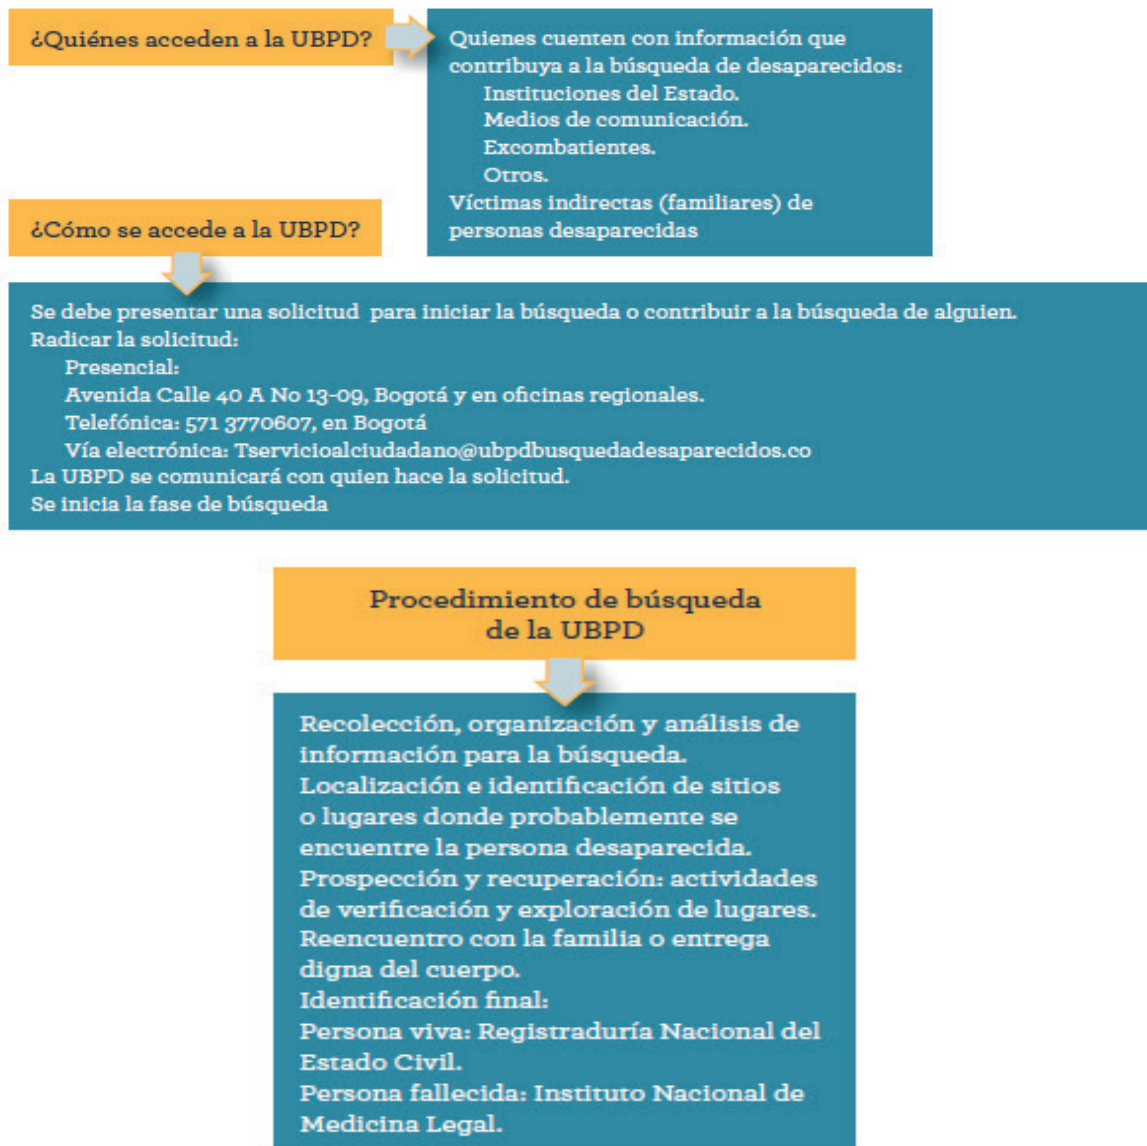 ¿Quiénes acceden a la UBPD?
Quienes cuenten con información que
contribuya a la búsqueda de desaparecidos:
Instituciones del Estado.
Medios de comunicación.
Excombatientes.
Otros.
Víctimas indirectas (familiares) de
personas desaparecidas
¿Cómo se accede a la UBPD?
Se debe presentar una solicitud para iniciar la búsqueda o contribuir a la búsqueda de alguien.
Radicar la solicitud:
Presencial:
Avenida Calle 40 A No 13-09, Bogotá y en oficinas regionales.
Telefónica: 571 3770607, en Bogotá
Vía electrónica: Tservicioalciudadano@ubpdbusquedadesaparecidos.co
La UBPD se comunicará con quien hace la solicitud.
Se inicia la fase de búsqueda
Procedimiento de búsqueda
de la UBPD
Recolección, organización y análisis de
información para la búsqueda.
Localización e identificación de sitios
o lugares donde probablemente se
encuentre la persona desaparecida.
Prospección y recuperación: actividades
de verificación y exploración de lugares.
Reencuentro con la familia o entrega
digna del cuerpo.
Identificación final:
Persona viva: Registraduría Nacional del
Estado Civil.
Persona fallecida: Instituto Nacional de
Medicina Legal.